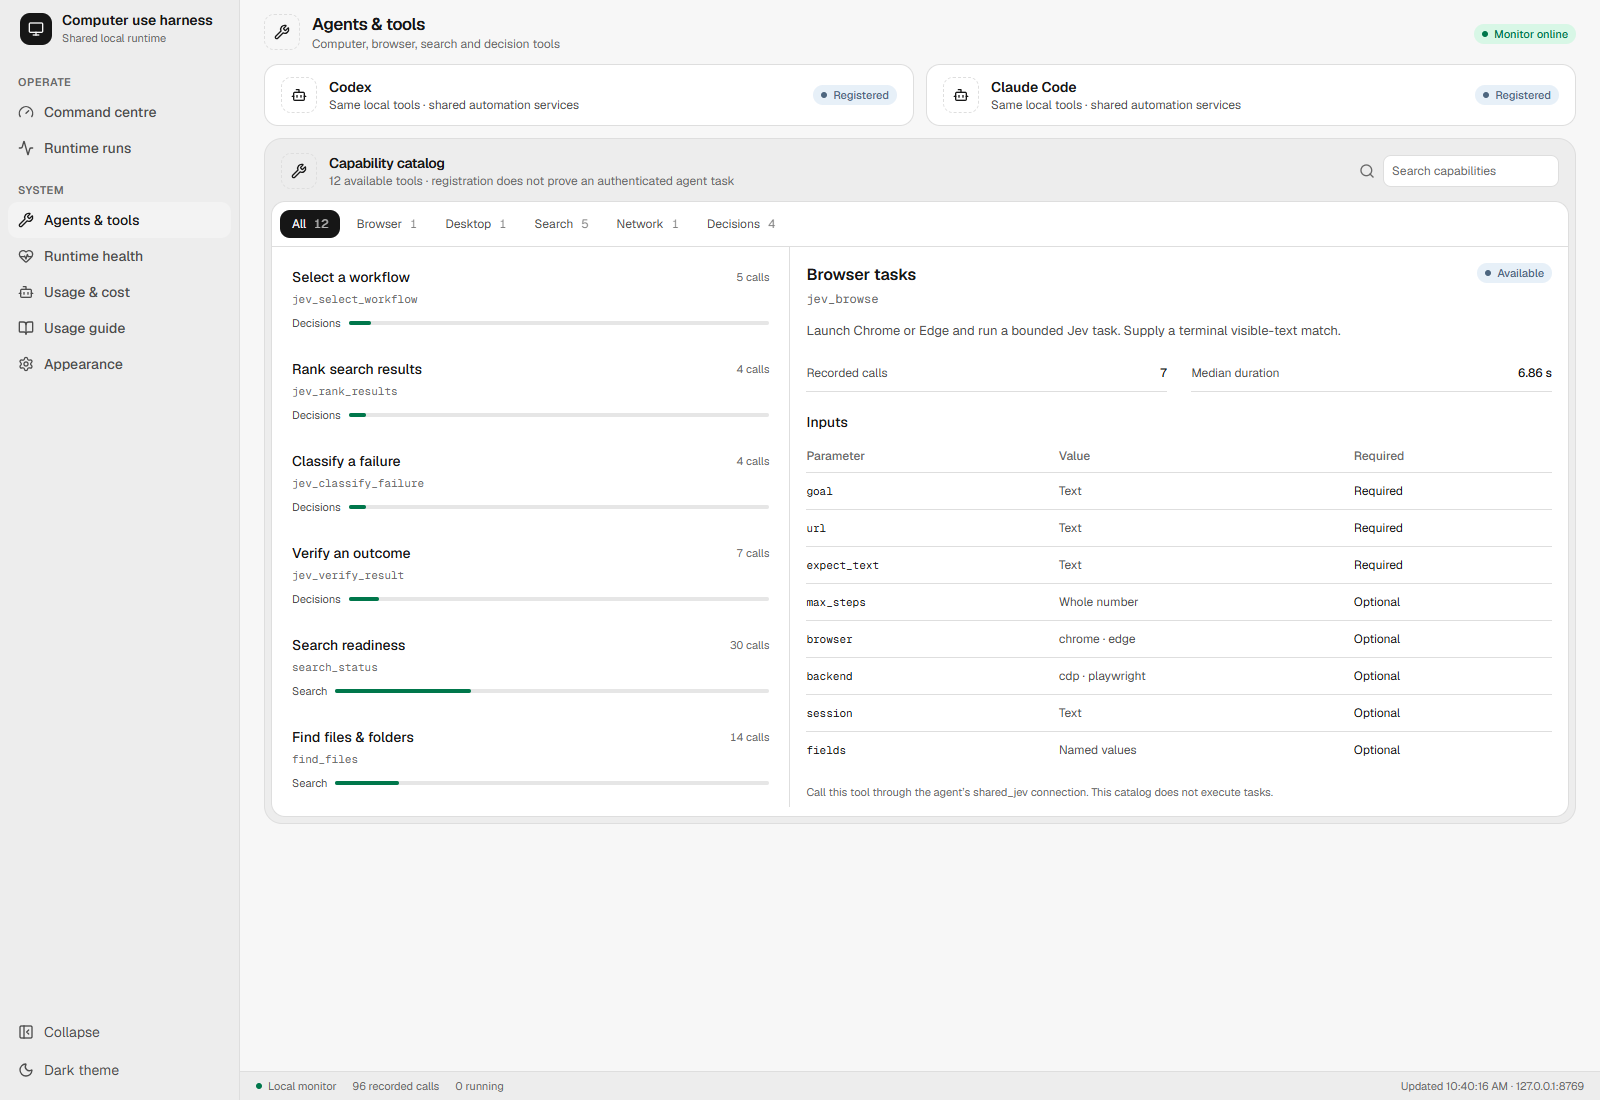 Computer use harness
Shared local runtime
OPERATE
Command centre
Runtime runs
SYSTEM
Agents & tools
Runtime health
Usage & cost
Usage guide
Appearance
Collapse
Dark theme
Agents & tools
Computer, browser, search and decision tools
Monitor online
Codex
Same local tools · shared automation services
Registered
Claude Code
Same local tools · shared automation services
Registered
Capability catalog
12 available tools · registration does not prove an authenticated agent task
Search capabilities
All 12 Browser 1 Desktop 1 Search 5 Network 1 Decisions 4
Select a workflow 5 calls
jev_select_workflow
Decisions
Rank search results 4 calls
jev_rank_results
Decisions
Classify a failure 4 calls
jev_classify_failure
Decisions
Verify an outcome 7 calls
jev_verify_result
Decisions
Search readiness 30 calls
search_status
Search
Find files & folders 14 calls
find_files
Search
Browser tasks Available
jev_browse
Launch Chrome or Edge and run a bounded Jev task. Supply a terminal visible-text match.
Recorded calls 7 Median duration 6.86 s
Inputs
Parameter Value Required
goal Text Required
url Text Required
expect_text Text Required
max_steps Whole number Optional
browser chrome · edge Optional
backend cdp · playwright Optional
session Text Optional
fields Named values Optional
Call this tool through the agent's shared_jev connection. This catalog does not execute tasks.
Local monitor 96 recorded calls 0 running Updated 10:40:16 AM · 127.0.0.1:8769